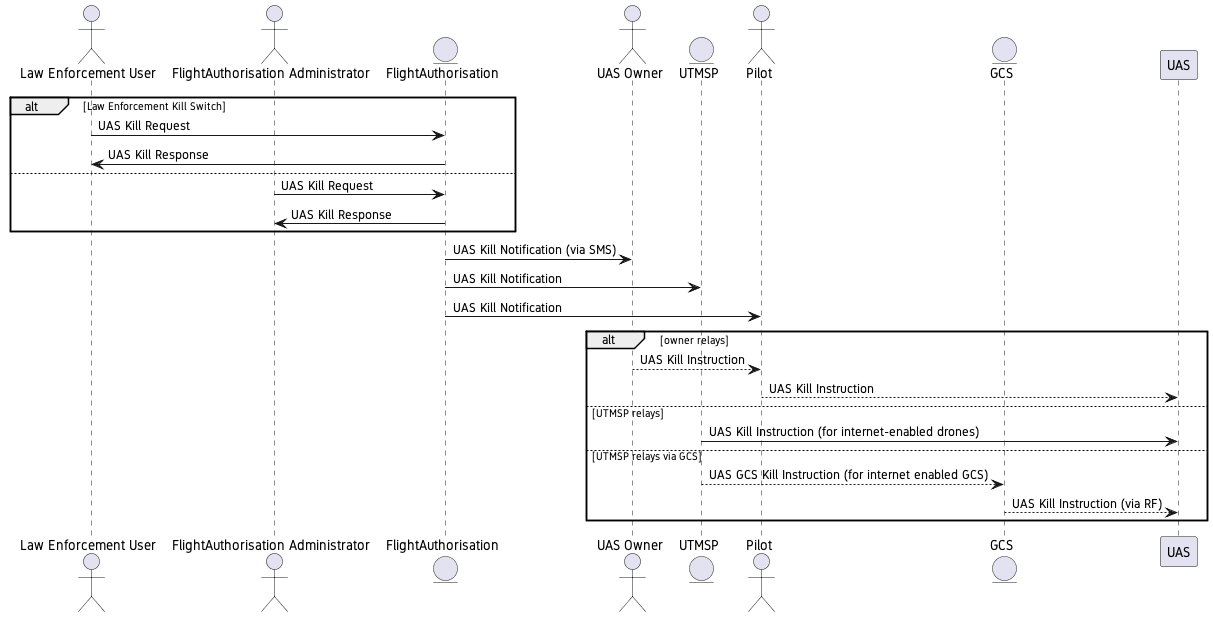 Law Enforcement User
FlightAuthorisation Administrator
FlightAuthorisation
UAS Owner
UTMSP
Pilot
GCS
UAS
alt
[Law Enforcement Kill Switch]
UAS Kill Request
UAS Kill Response
UAS Kill Request
UAS Kill Response
UAS Kill Notification (via SMS)
UAS Kill Notification
UAS Kill Notification
alt
[owner relays]
UAS Kill Instruction
UAS Kill Instruction
[UTMSP relays]
UAS Kill Instruction (for internet-enabled drones)
[UTMSP relays via GCS]
UAS GCS Kill Instruction (for internet enabled GCS)
UAS Kill Instruction (via RF)
Law Enforcement User
FlightAuthorisation Administrator
FlightAuthorisation
UAS Owner
UTMSP
Pilot
GCS
UAS